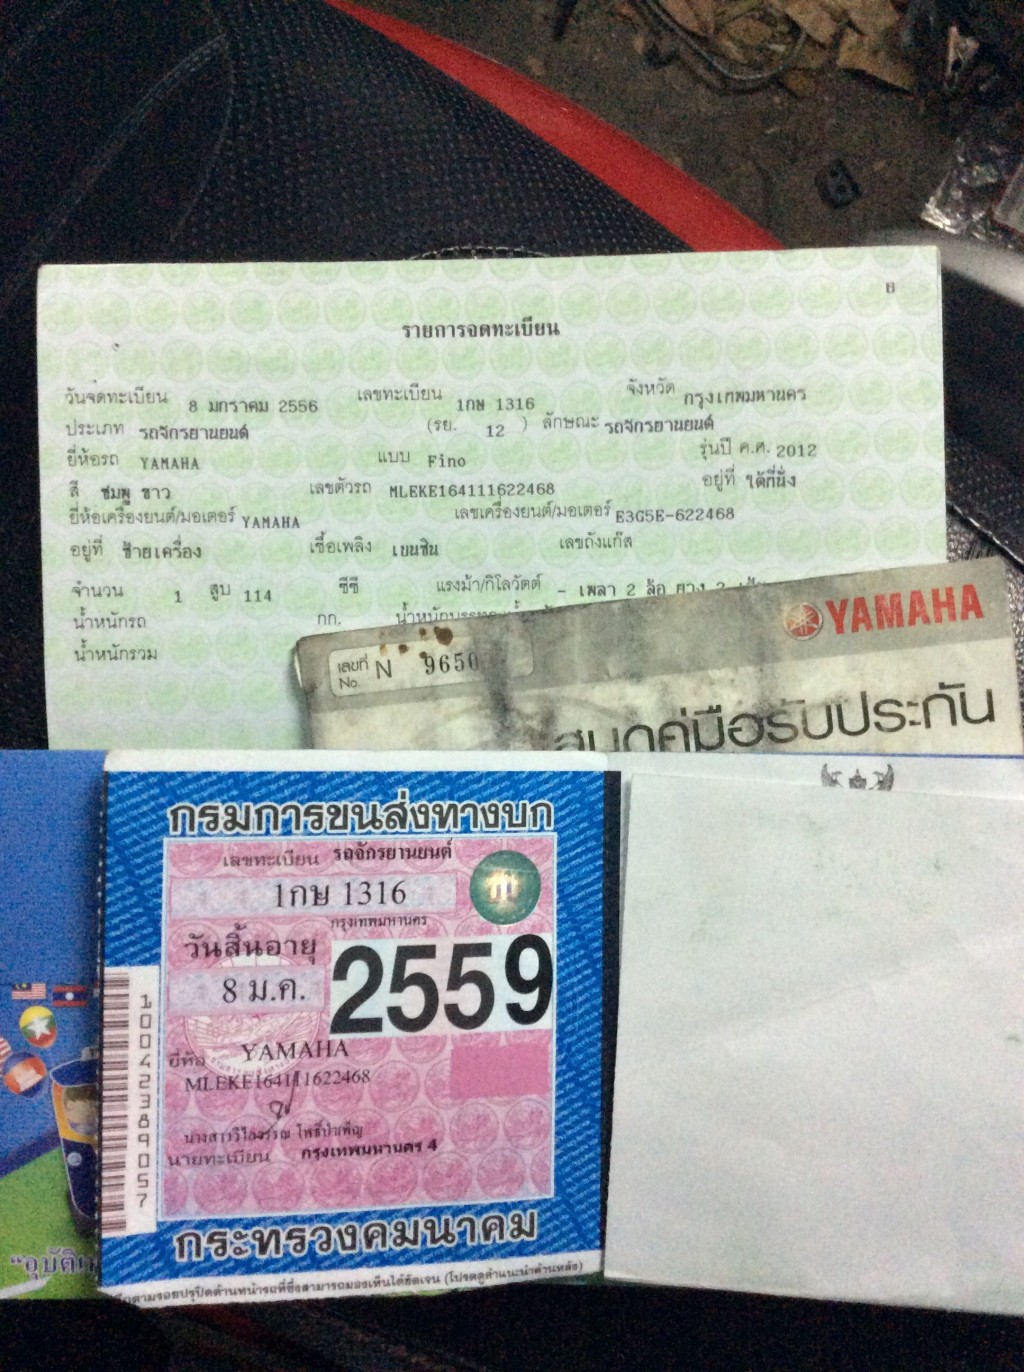 6
รายการจดทะเบียน
วันจดทะเบียน 8 มกราคม 2556 เลขทะเบียน 1กษ 1316 จังหวัด กรุงเทพมหานคร
ประเภท รถจักรยานยนต์ (รย. 12 ) ลักษณะ รถจักรยานยนต์
ยี่ห้อรถ YAMAHA แบบ Fino รุ่นปี ค.ศ. 2012
สี ชมพู ขาว เลขตัวรถ MLEKE164111622468 อยู่ที่ ใต้ที่นั่ง
ยี่ห้อเครื่องยนต์/มอเตอร์ YAMAHA เลขเครื่องยนต์/มอเตอร์ E3G5E-622468
อยู่ที่ ซ้ายเครื่อง เชื้อเพลิง เบนซิน เลขถังแก๊ส
จำนวน 1 สูบ 114 ซีซี แรงม้า/กิโลวัตต์ - เพลา 2 ล้อ ยาง 2
น้ำหนักรถ กก.
น้ำหนักรวม
YAMAHA
เลขที่ No. N 9650
สมุดคู่มือรับประกัน
กรมการขนส่งทางบก
เลขทะเบียน รถจักรยานยนต์
1กษ 1316
กรุงเทพมหานคร
วันสิ้นอายุ
8 ม.ค. 2559
ยี่ห้อ YAMAHA
MLEKE164111622468
นายทะเบียน กรุงเทพมหานคร 4
กระทรวงคมนาคม
1004238 9057